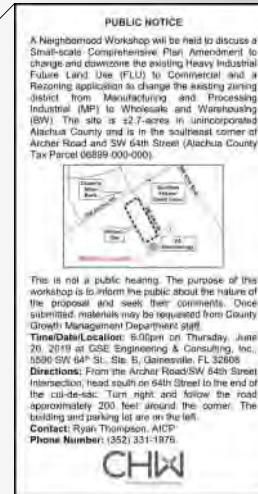 PUBLIC NOTICE
A Neighborhood Workshop will be held to discuss a
Small-scale Comprehensive Plan Amendment to
change and downzone the existing Heavy Industrial
Future Land Use (FLU) to Commercial and a
Rezoning application to change the existing zoning
district from Manufacturing and Processing
Industrial (MP) to Wholesale and Warehousing
(BW). The site is ±2.7-acres in unincorporated
Alachua County and is in the southeast corner of
Archer Road and SW 64th Street (Alachua County
Tax Parcel 06899-000-000).
This is not a public hearing. The purpose of this
workshop is to inform the public about the nature of
the proposal and seek their comments. Once
submitted, materials may be requested from County
Growth Management Department staff.
Time/Date/Location: 6:00pm on Thursday, June
20, 2019 at GSE Engineering & Consulting, Inc.,
5590 SW 64th St., Ste. B, Gainesville, FL 32608
Directions: From the Archer Road/SW 64th Street
Intersection, head south on 64th Street to the end of
the cul-de-sac. Turn right and follow the road
approximately 200 feet around the corner. The
building and parking lot are on the left.
Contact: Ryan Thompson, AICP
Phone Number: (352) 331-1976
CHW